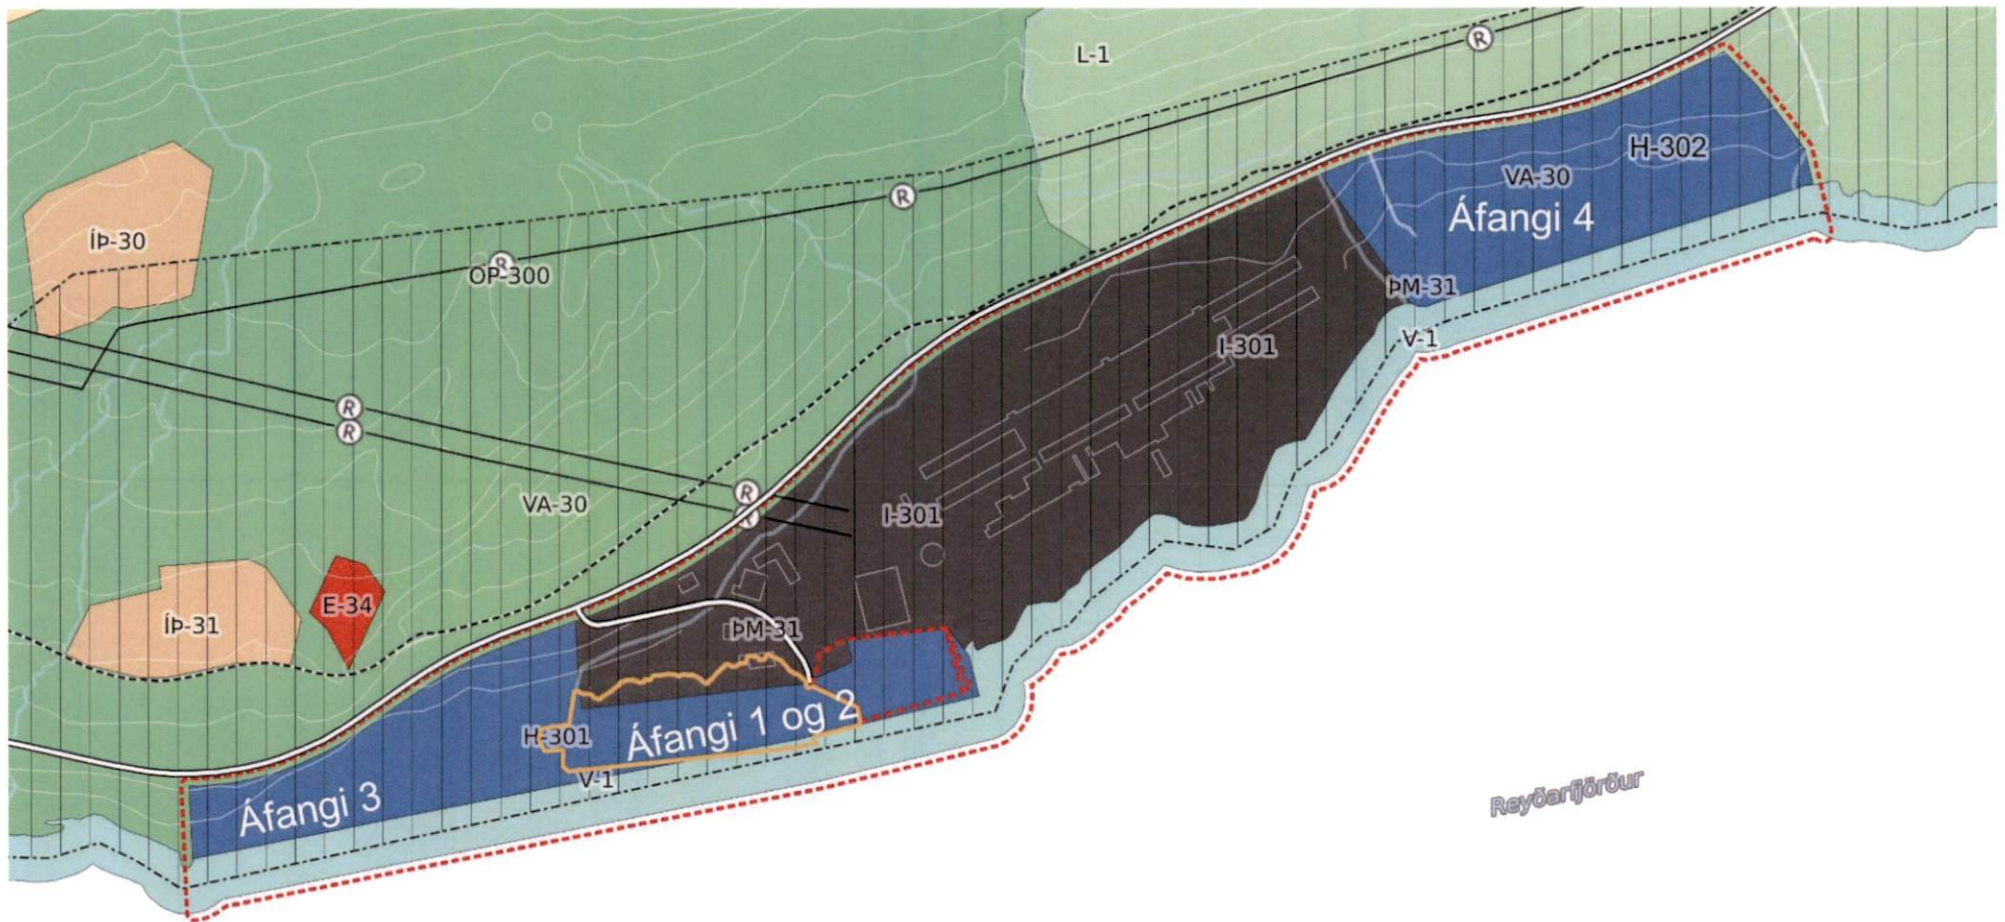 L-1
R
H-302
VA-30
Áfangi 4
R
ÍÞ-30
R
OP-300
ÞM-31
V-1
I-301
R
R
R
R
VA-30
I-301
E-34
ÍÞ-31
ÞM-31
Áfangi 1 og 2
H-301
V-1
Áfangi 3
Reyðarfjörður